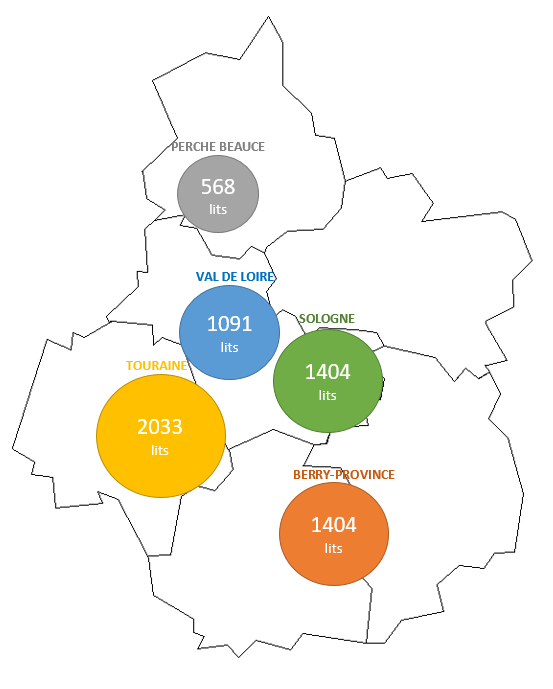 PERCHE BEAUCE
568
lits
VAL DE LOIRE
1091
lits
SOLOGNE
1404
lits
TOURAINE
2033
lits
BERRY-PROVINCE
1404
lits